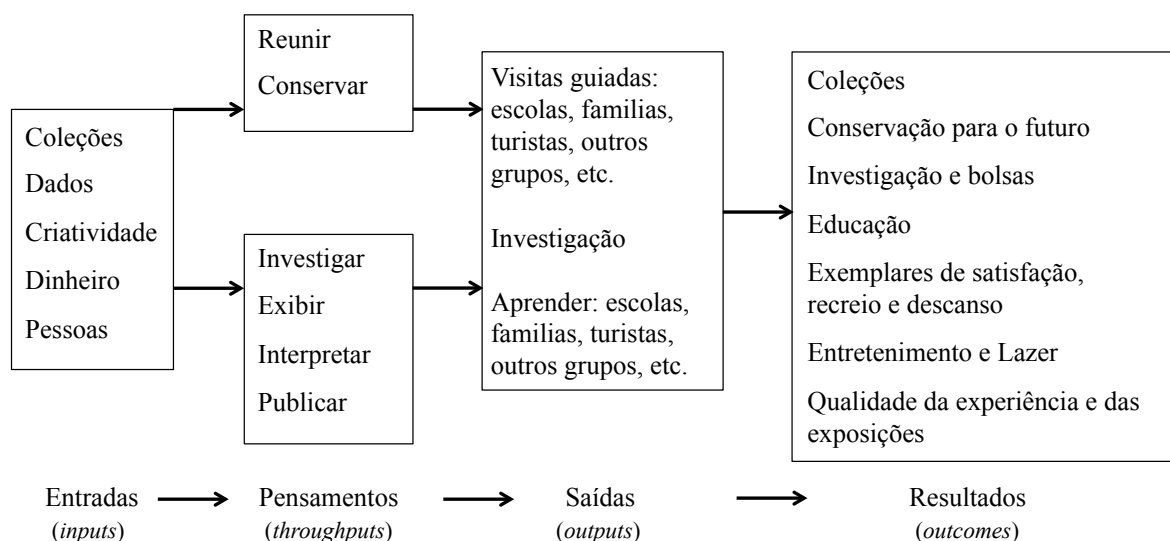 Coleções
Dados
Criatividade
Dinheiro
Pessoas
Reunir
Conservar
Investigar
Exibir
Interpretar
Publicar
Visitas guiadas:
escolas, familias,
turistas, outros
grupos, etc.
Investigação
Aprender: escolas,
familias, turistas,
outros grupos, etc.
Coleções
Conservação para o futuro
Investigação e bolsas
Educação
Exemplares de satisfação,
recreio e descanso
Entretenimento e Lazer
Qualidade da experiência e das
exposições
Entradas
(inputs)
Pensamentos
(throughputs)
Saídas
(outputs)
Resultados
(outcomes)